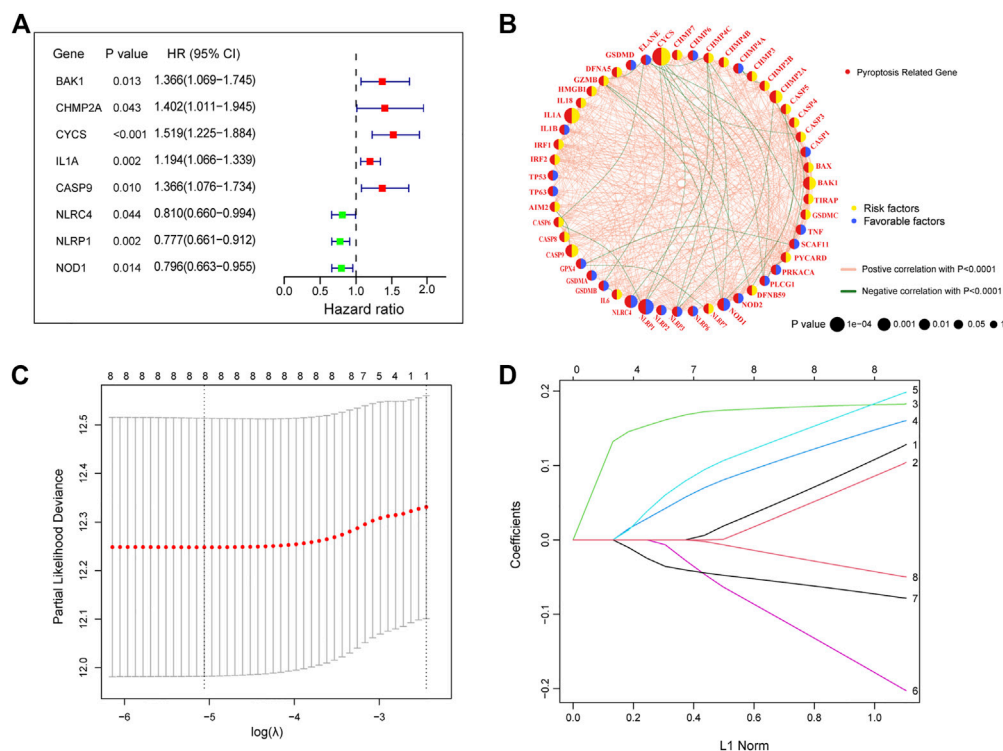 A
Gene P value HR (95% CI)
BAK1 0.013 1.366(1.069−1.745)
CHMP2A 0.043 1.402(1.011−1.945)
CYCS <0.001 1.519(1.225−1.884)
IL1A 0.002 1.194(1.066−1.339)
CASP9 0.010 1.366(1.076−1.734)
NLRC4 0.044 0.810(0.660−0.994)
NLRP1 0.002 0.777(0.661−0.912)
NOD1 0.014 0.796(0.663−0.955)
0.0 0.5 1.0 1.5 2.0
Hazard ratio
B
CYCS
CHMP7
CHMP6
CHMP4C
CHMP4B
CHMP4A
CHMP3
CHMP2B
CHMP2A
CASP5
CASP4
CASP3
CASP1
BAX
BAK1
TIRAP
GSDMC
TNF
SCAF11
PYCARD
PRKACA
PLCG1
DFNB59
NOD2
NOD1
NLRP7
NLRP6
NLRP3
NLRP2
NLRP1
NLRC4
IL6
GSDMB
GSDMA
GPX4
CASP9
CASP8
CASP6
AIM2
TP63
TP53
IRF2
IRF1
IL1B
IL1A
IL18
HMGB1
GZMB
DFNA5
GSDMD
ELANE
Pyroptosis Related Gene
Risk factors
Favorable factors
Postive correlation with P<0.0001
Negative correlation with P<0.0001
P value 1e−04 0.001 0.01 0.05 1
C
8 8 8 8 8 8 8 8 8 8 8 8 8 8 8 7 5 4 1 1
Partial Likelihood Deviance
12.5
12.4
12.3
12.2
12.1
12.0
−6 −5 −4 −3
log(λ)
D
0 4 7 8 8 8
Coefficients
0.2
0.1
0.0
−0.1
−0.2
5
3
4
1
2
8
7
6
0.0 0.2 0.4 0.6 0.8 1.0
L1 Norm